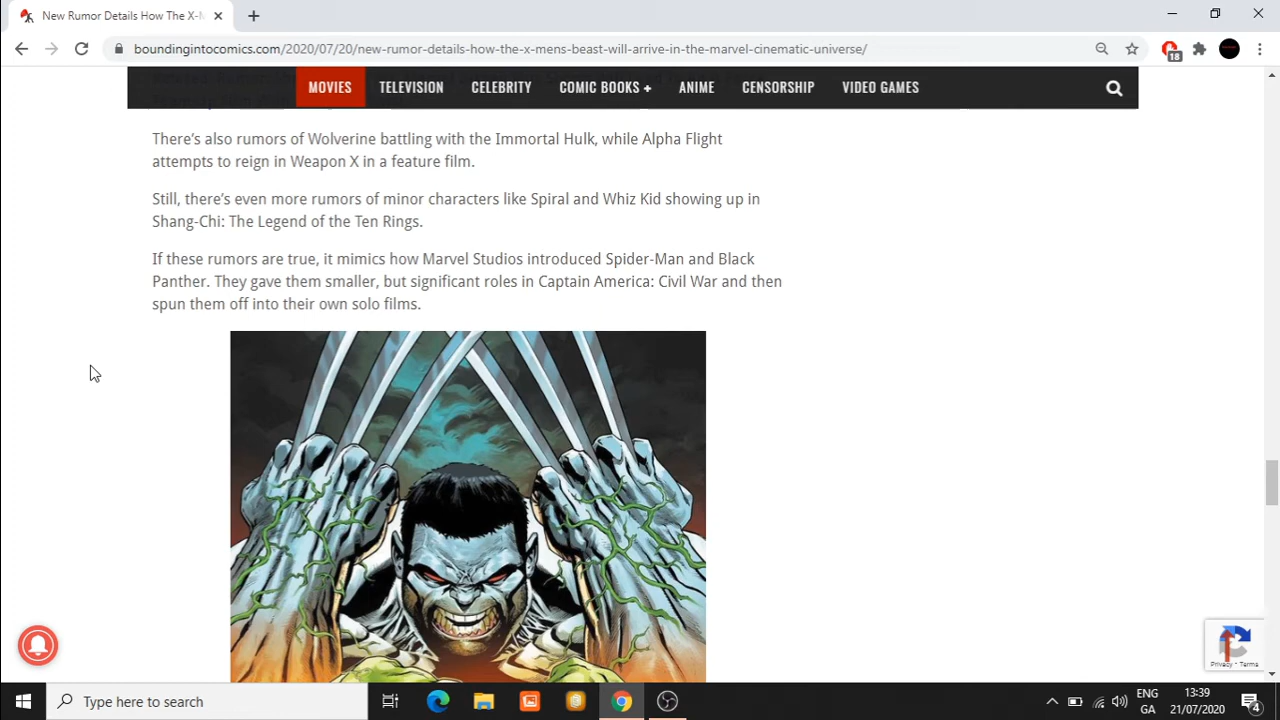 New Rumor Details How The X-M
boundingintocomics.com/2020/07/20/new-rumor-details-how-the-x-mens-beast-will-arrive-in-the-marvel-cinematic-universe/
18
MOVIES TELEVISION CELEBRITY COMIC BOOKS + ANIME CENSORSHIP VIDEO GAMES
There's also rumors of Wolverine battling with the Immortal Hulk, while Alpha Flight
attempts to reign in Weapon X in a feature film.
Still, there's even more rumors of minor characters like Spiral and Whiz Kid showing up in
Shang-Chi: The Legend of the Ten Rings.
If these rumors are true, it mimics how Marvel Studios introduced Spider-Man and Black
Panther. They gave them smaller, but significant roles in Captain America: Civil War and then
spun them off into their own solo films.
Privacy - Terms
Type here to search
ENG
GA
13:39
21/07/2020
4